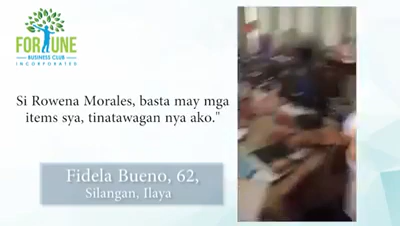 FORTUNE
BUSINESS CLUB
INCORPORATED
Si Rowena Morales, basta may mga
items sya, tinatawagan nya ako."
Fidela Bueno, 62,
Silangan, Ilaya